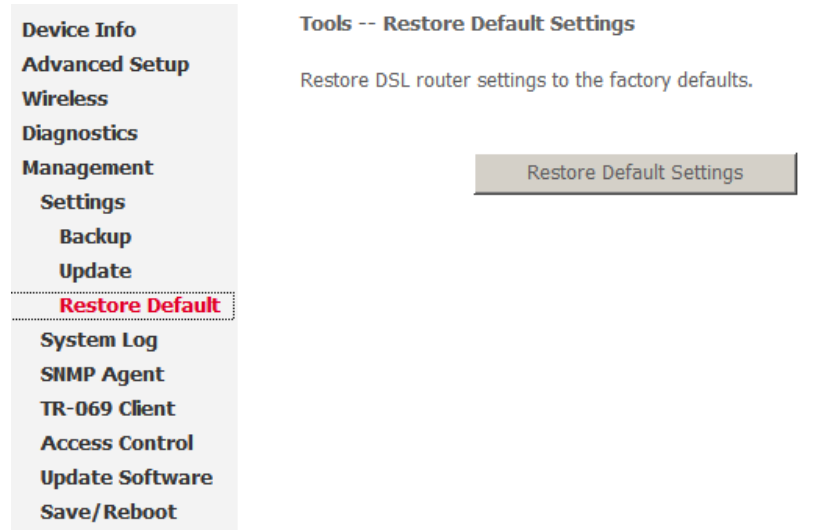 Device Info
Advanced Setup
Wireless
Diagnostics
Management
Settings
Backup
Update
Restore Default
System Log
SNMP Agent
TR-069 Client
Access Control
Update Software
Save/Reboot
Tools -- Restore Default Settings
Restore DSL router settings to the factory defaults.
Restore Default Settings